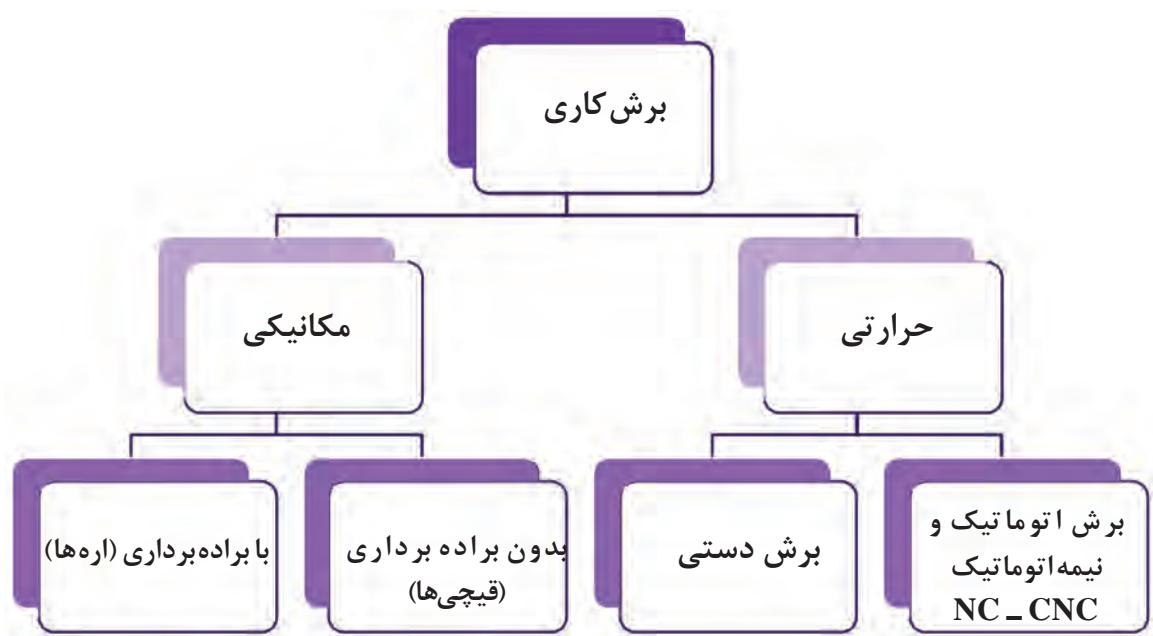 برش کاری
حرارتی
مکانیکی
برش اتوماتیک و
نیمه‌اتوماتیک
NC – CNC
برش دستی
بدون براده برداری
(قیچی‌ها)
با براده‌برداری (اره‌ها)